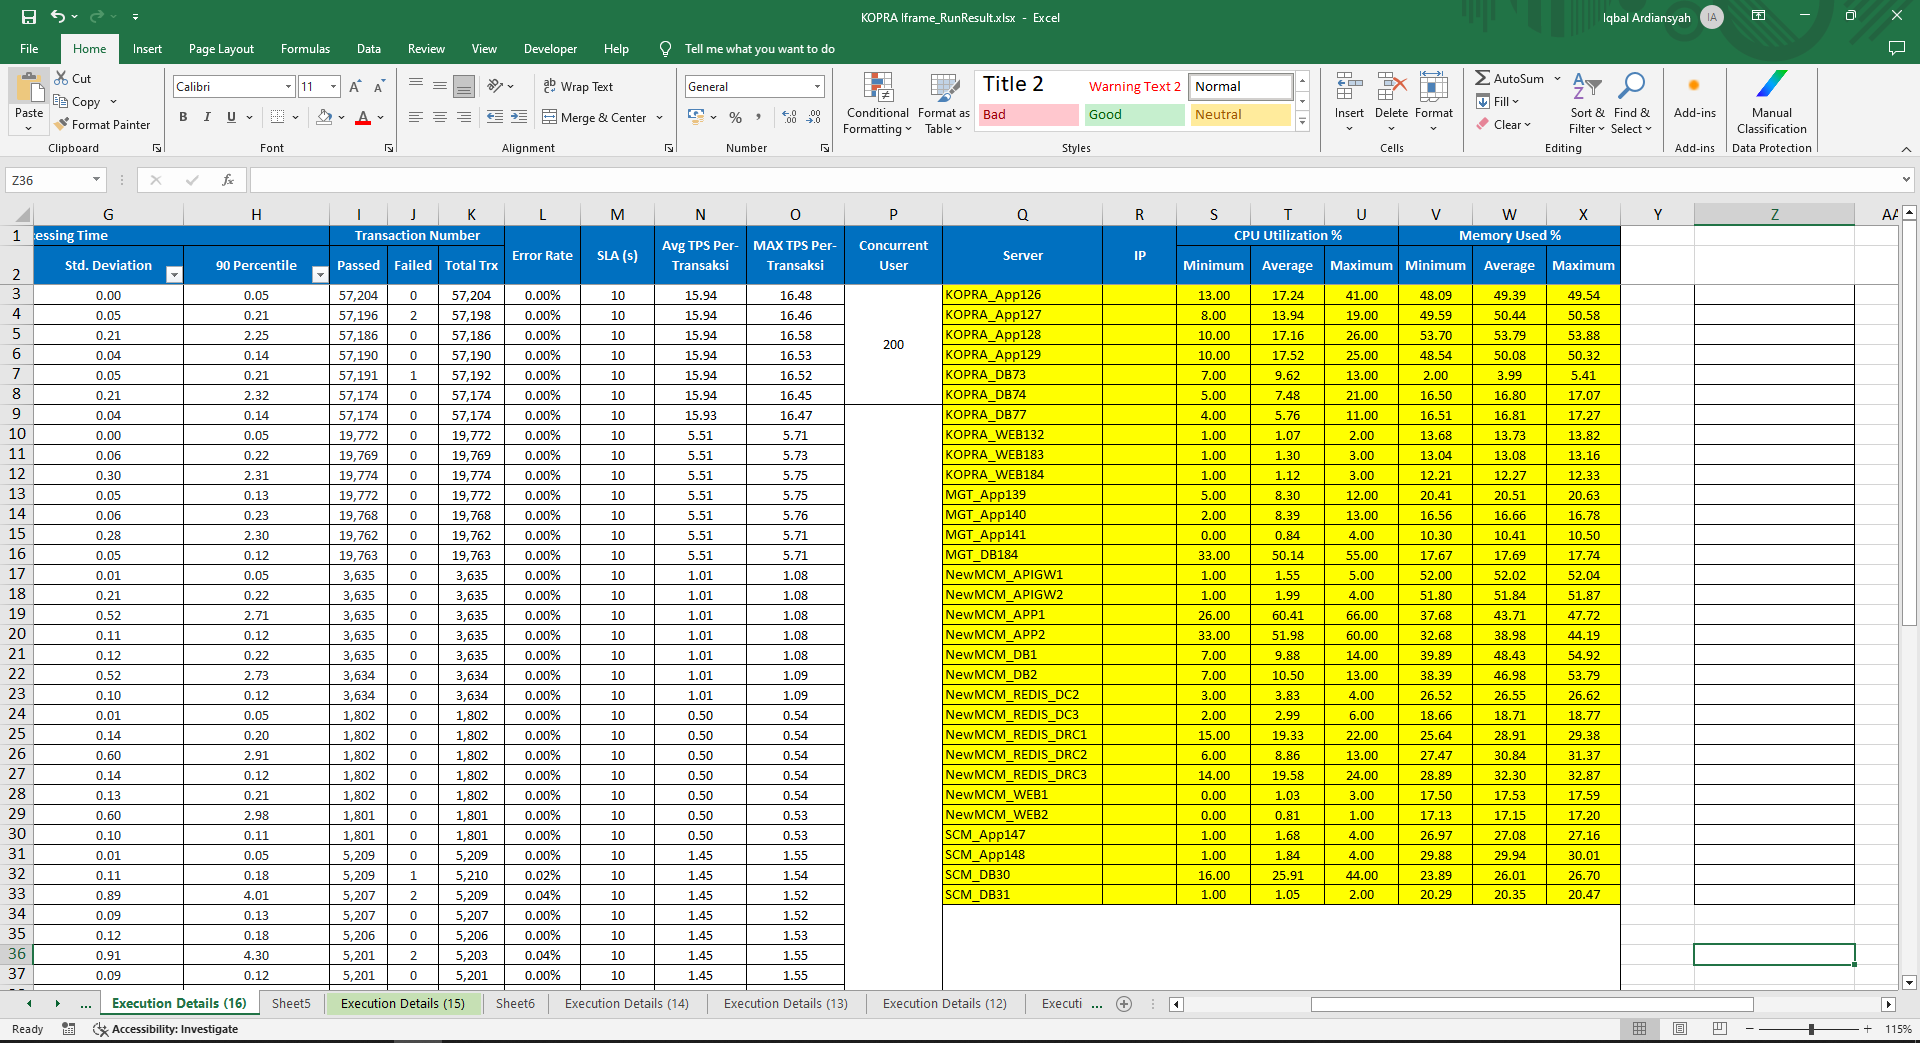 KOPRA Iframe_RunResult.xlsx - Excel
Iqbal Ardiansyah IA
File Home Insert Page Layout Formulas Data Review View Developer Help Tell me what you want to do
Paste
Cut
Copy
Format Painter
Clipboard
Calibri 11
B I U
Font
Wrap Text
Merge & Center
Alignment
General
Number
Conditional Formatting
Format as Table
Title 2 Warning Text 2 Normal
Bad Good Neutral
Styles
Insert Delete Format
Cells
AutoSum
Fill
Clear
Sort & Filter
Find & Select
Editing
Add-ins
Add-ins
Manual Classification
Data Protection
Z36 fx
G H I J K L M N O P Q R S T U V W X Y Z AA
1 cessing Time Transaction Number Error Rate SLA (s) Avg TPS Per-Transaksi MAX TPS Per-Transaksi Concurrent User Server IP CPU Utilization % Memory Used %
2 Std. Deviation 90 Percentile Passed Failed Total Trx Minimum Average Maximum Minimum Average Maximum
3 0.00 0.05 57,204 0 57,204 0.00% 10 15.94 16.48 KOPRA_App126 13.00 17.24 41.00 48.09 49.39 49.54
4 0.05 0.21 57,196 2 57,198 0.00% 10 15.94 16.46 KOPRA_App127 8.00 13.94 19.00 49.59 50.44 50.58
5 0.21 2.25 57,186 0 57,186 0.00% 10 15.94 16.58 KOPRA_App128 10.00 17.16 26.00 53.70 53.79 53.88
200
6 0.04 0.14 57,190 0 57,190 0.00% 10 15.94 16.53 KOPRA_App129 10.00 17.52 25.00 48.54 50.08 50.32
7 0.05 0.21 57,191 1 57,192 0.00% 10 15.94 16.52 KOPRA_DB73 7.00 9.62 13.00 2.00 3.99 5.41
8 0.21 2.32 57,174 0 57,174 0.00% 10 15.94 16.45 KOPRA_DB74 5.00 7.48 21.00 16.50 16.80 17.07
9 0.04 0.14 57,174 0 57,174 0.00% 10 15.93 16.47 KOPRA_DB77 4.00 5.76 11.00 16.51 16.81 17.27
10 0.00 0.05 19,772 0 19,772 0.00% 10 5.51 5.71 KOPRA_WEB132 1.00 1.07 2.00 13.68 13.73 13.82
11 0.06 0.22 19,769 0 19,769 0.00% 10 5.51 5.73 KOPRA_WEB183 1.00 1.30 3.00 13.04 13.08 13.16
12 0.30 2.31 19,774 0 19,774 0.00% 10 5.51 5.75 KOPRA_WEB184 1.00 1.12 3.00 12.21 12.27 12.33
13 0.05 0.13 19,772 0 19,772 0.00% 10 5.51 5.75 MGT_App139 5.00 8.30 12.00 20.41 20.51 20.63
14 0.06 0.23 19,768 0 19,768 0.00% 10 5.51 5.76 MGT_App140 2.00 8.39 13.00 16.56 16.66 16.78
15 0.28 2.30 19,762 0 19,762 0.00% 10 5.51 5.71 MGT_App141 0.00 0.84 4.00 10.30 10.41 10.50
16 0.05 0.12 19,763 0 19,763 0.00% 10 5.51 5.71 MGT_DB184 33.00 50.14 55.00 17.67 17.69 17.74
17 0.01 0.05 3,635 0 3,635 0.00% 10 1.01 1.08 NewMCM_APIGW1 1.00 1.55 5.00 52.00 52.02 52.04
18 0.21 0.22 3,635 0 3,635 0.00% 10 1.01 1.08 NewMCM_APIGW2 1.00 1.99 4.00 51.80 51.84 51.87
19 0.52 2.71 3,635 0 3,635 0.00% 10 1.01 1.08 NewMCM_APP1 26.00 60.41 66.00 37.68 43.71 47.72
20 0.11 0.12 3,635 0 3,635 0.00% 10 1.01 1.08 NewMCM_APP2 33.00 51.98 60.00 32.68 38.98 44.19
21 0.12 0.22 3,635 0 3,635 0.00% 10 1.01 1.08 NewMCM_DB1 7.00 9.88 14.00 39.89 48.43 54.92
22 0.52 2.73 3,634 0 3,634 0.00% 10 1.01 1.09 NewMCM_DB2 7.00 10.50 13.00 38.39 46.98 53.79
23 0.10 0.12 3,634 0 3,634 0.00% 10 1.01 1.09 NewMCM_REDIS_DC2 3.00 3.83 4.00 26.52 26.55 26.62
24 0.01 0.05 1,802 0 1,802 0.00% 10 0.50 0.54 NewMCM_REDIS_DC3 2.00 2.99 6.00 18.66 18.71 18.77
25 0.14 0.20 1,802 0 1,802 0.00% 10 0.50 0.54 NewMCM_REDIS_DRC1 15.00 19.33 22.00 25.64 28.91 29.38
26 0.60 2.91 1,802 0 1,802 0.00% 10 0.50 0.54 NewMCM_REDIS_DRC2 6.00 8.86 13.00 27.47 30.84 31.37
27 0.14 0.12 1,802 0 1,802 0.00% 10 0.50 0.54 NewMCM_REDIS_DRC3 14.00 19.58 24.00 28.89 32.30 32.87
28 0.13 0.21 1,802 0 1,802 0.00% 10 0.50 0.54 NewMCM_WEB1 0.00 1.03 3.00 17.50 17.53 17.59
29 0.60 2.98 1,801 0 1,801 0.00% 10 0.50 0.53 NewMCM_WEB2 0.00 0.81 1.00 17.13 17.15 17.20
30 0.10 0.11 1,801 0 1,801 0.00% 10 0.50 0.53 SCM_App147 1.00 1.68 4.00 26.97 27.08 27.16
31 0.01 0.05 5,209 0 5,209 0.00% 10 1.45 1.55 SCM_App148 1.00 1.84 4.00 29.88 29.94 30.01
32 0.11 0.18 5,209 1 5,210 0.02% 10 1.45 1.54 SCM_DB30 16.00 25.91 44.00 23.89 26.01 26.70
33 0.89 4.01 5,207 2 5,209 0.04% 10 1.45 1.52 SCM_DB31 1.00 1.05 2.00 20.29 20.35 20.47
34 0.09 0.13 5,207 0 5,207 0.00% 10 1.45 1.52
35 0.12 0.18 5,206 0 5,206 0.00% 10 1.45 1.53
36 0.91 4.30 5,201 2 5,203 0.04% 10 1.45 1.55
37 0.09 0.12 5,201 0 5,201 0.00% 10 1.45 1.55
... Execution Details (16) Sheet5 Execution Details (15) Sheet6 Execution Details (14) Execution Details (13) Execution Details (12) Executi ...
Ready Accessibility: Investigate 115%